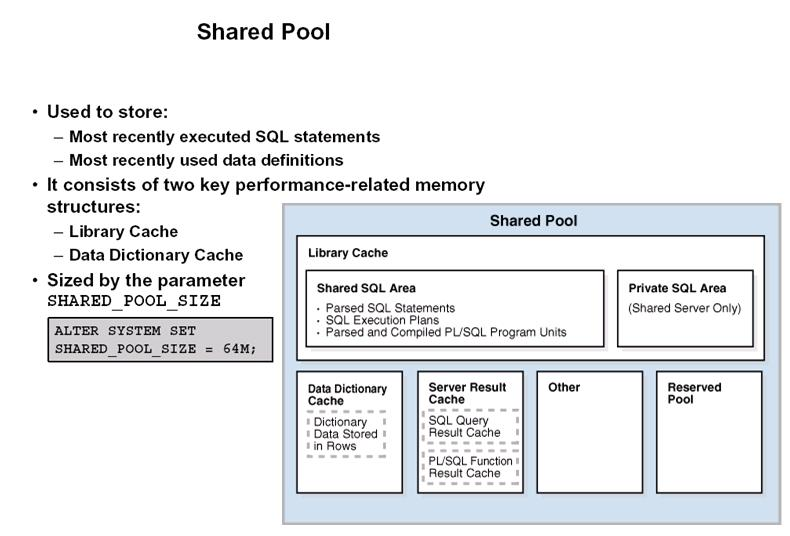 Shared Pool
• Used to store:
– Most recently executed SQL statements
– Most recently used data definitions
• It consists of two key performance-related memory
structures:
– Library Cache
– Data Dictionary Cache
• Sized by the parameter
SHARED_POOL_SIZE
ALTER SYSTEM SET
SHARED_POOL_SIZE = 64M;
Shared Pool
Library Cache
Shared SQL Area
· Parsed SQL Statements
· SQL Execution Plans
· Parsed and Compiled PL/SQL Program Units
Private SQL Area
(Shared Server Only)
Data Dictionary
Cache
Dictionary
Data Stored
in Rows
Server Result
Cache
SQL Query
Result Cache
PL/SQL Function
Result Cache
Other
Reserved
Pool